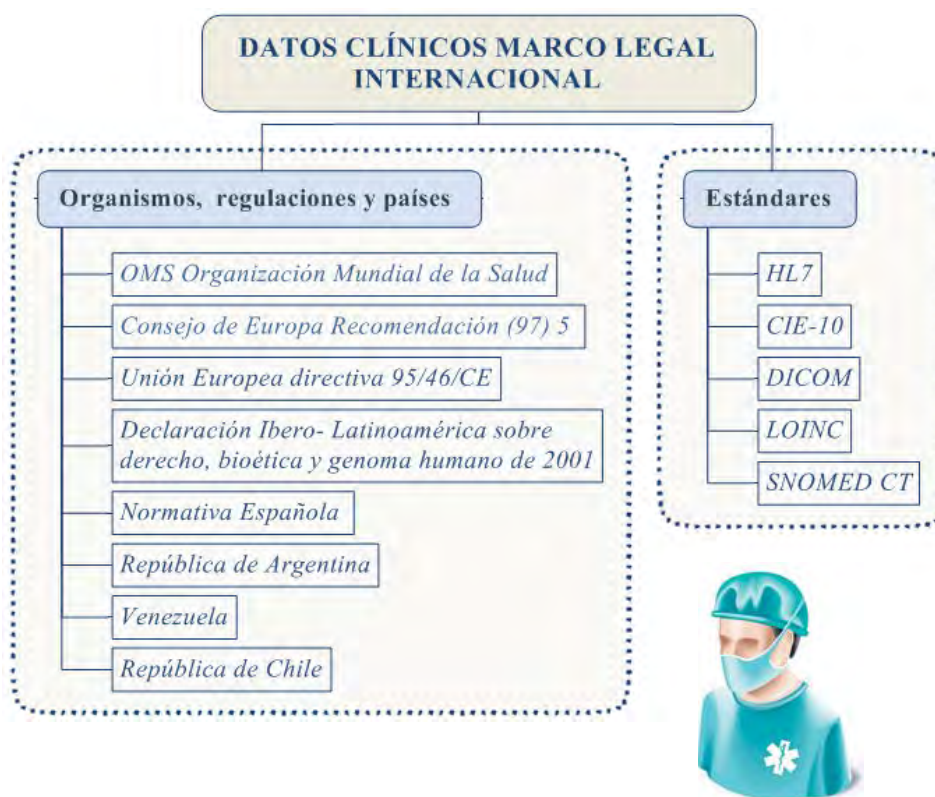 DATOS CLÍNICOS MARCO LEGAL
INTERNACIONAL
Organismos, regulaciones y países
OMS Organización Mundial de la Salud
Consejo de Europa Recomendación (97) 5
Unión Europea directiva 95/46/CE
Declaración Ibero- Latinoamérica sobre
derecho, bioética y genoma humano de 2001
Normativa Española
República de Argentina
Venezuela
República de Chile
Estándares
HL7
CIE-10
DICOM
LOINC
SNOMED CT